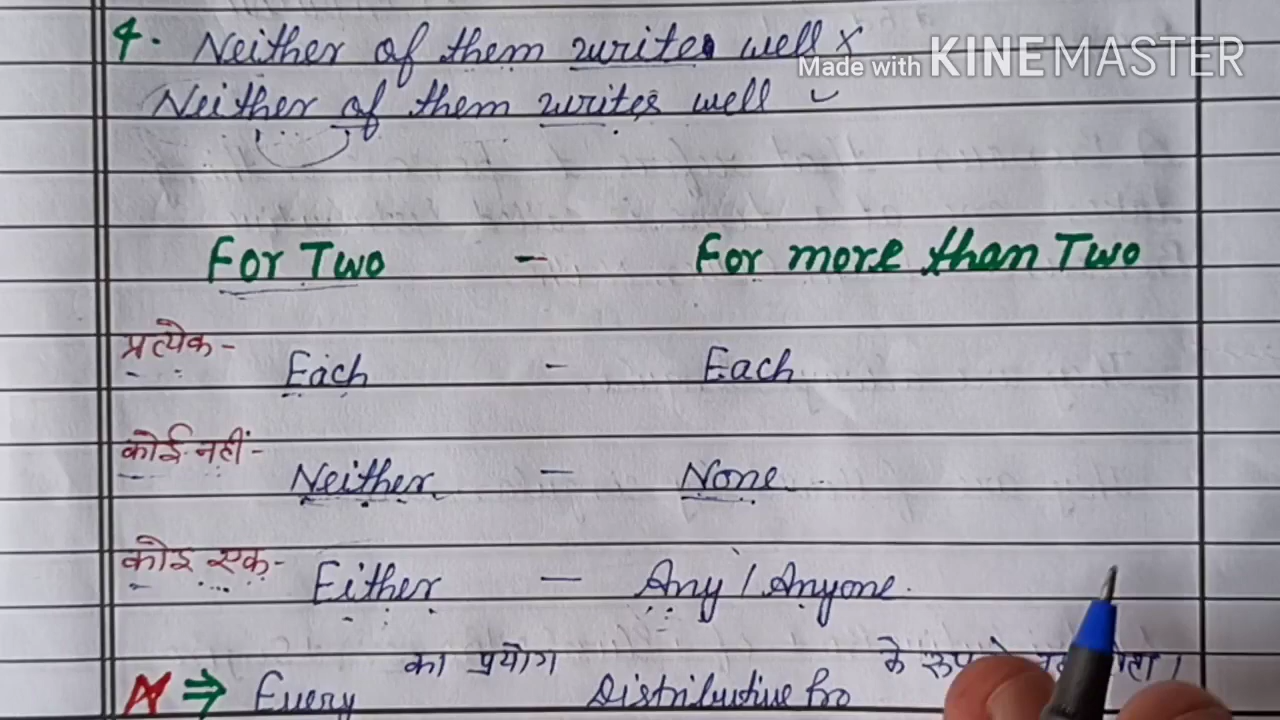 4. Neither of them write well ×
Made with KINEMASTER
Neither of them writes well ✓
For Two - For more than Two
प्रत्येक- Each - Each
कोई नहीं- Neither - None
कोई एक- Either - Any / Anyone.
का प्रयोग के रूप में
N ⇒ Every Distributive Pro